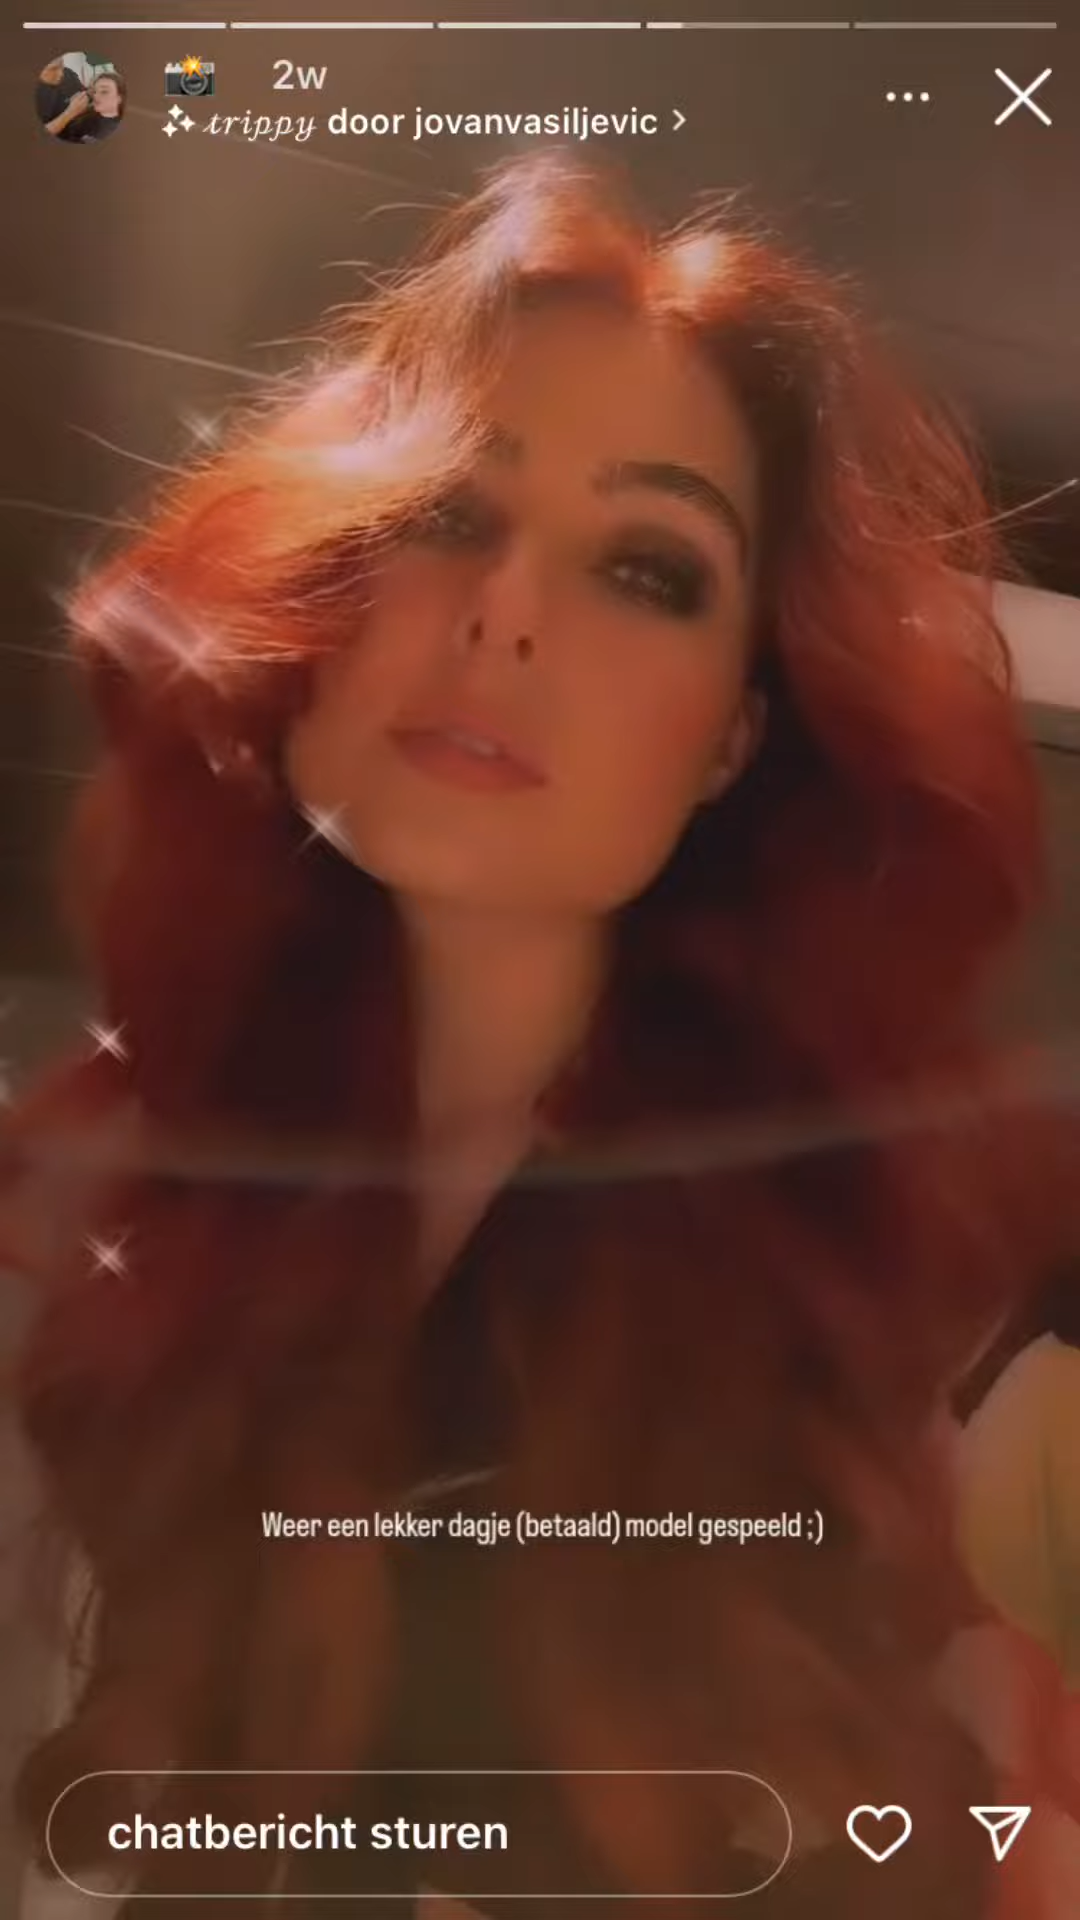 📸 2w
✨ trippy door jovanvasiljevic >
Weer een lekker dagje (betaald) model gespeeld ;)
chatbericht sturen